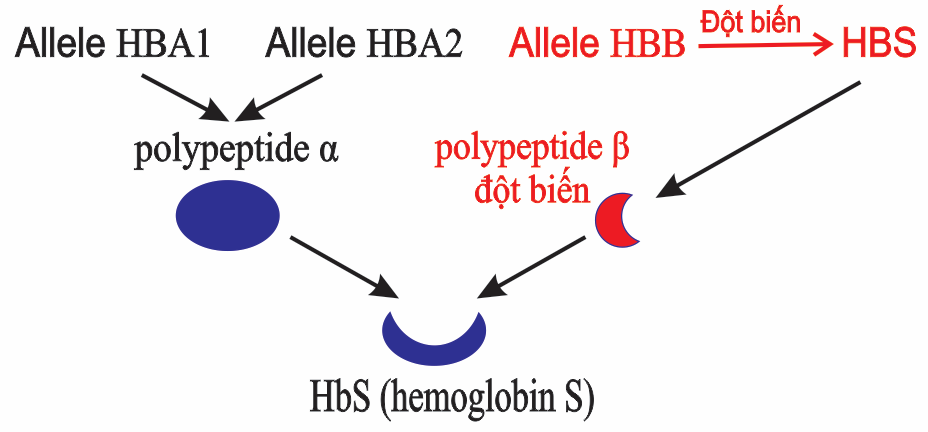 Allele HBA1
Allele HBA2
Allele HBB
Đột biến
HBS
polypeptide α
polypeptide β
đột biến
HbS (hemoglobin S)